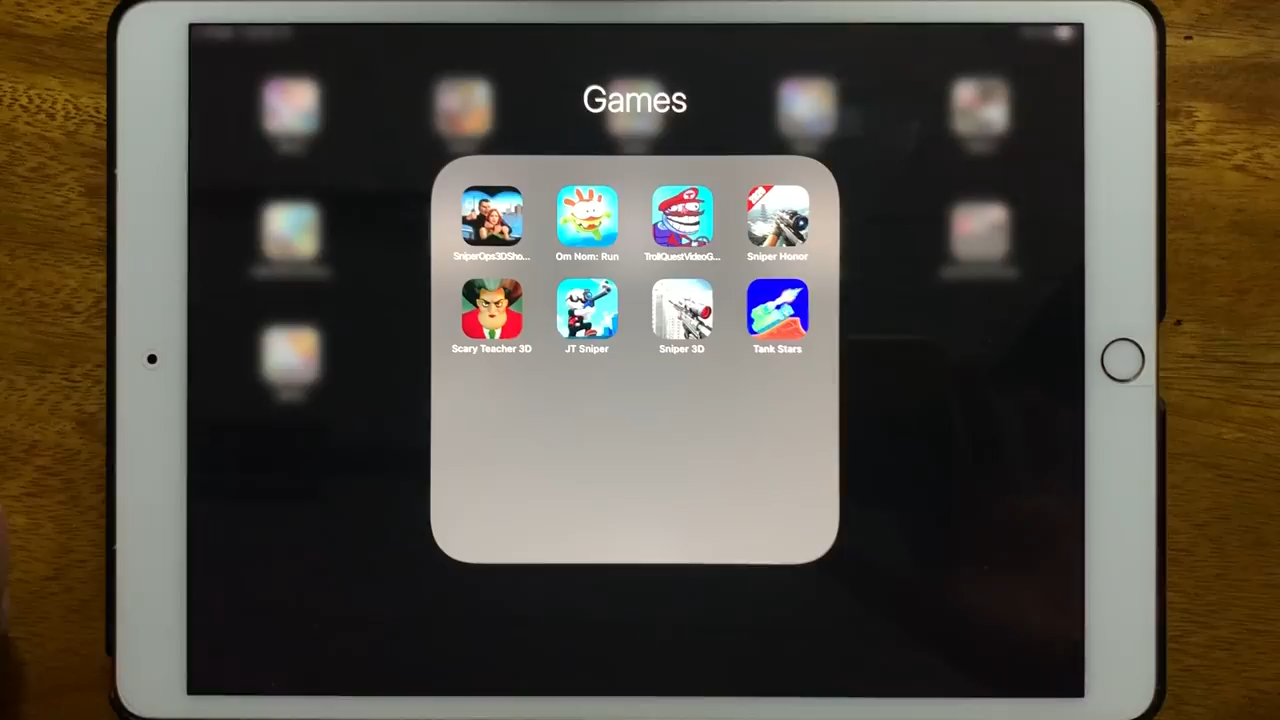 Games
SniperOps3DSho...
Om Nom: Run
TrollQuestVideoG...
Sniper Honor
Scary Teacher 3D
JT Sniper
Sniper 3D
Tank Stars